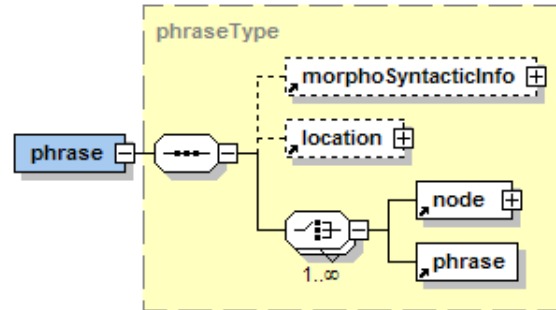 phraseType
morphoSyntacticInfo
location
phrase
node
phrase
1..∞